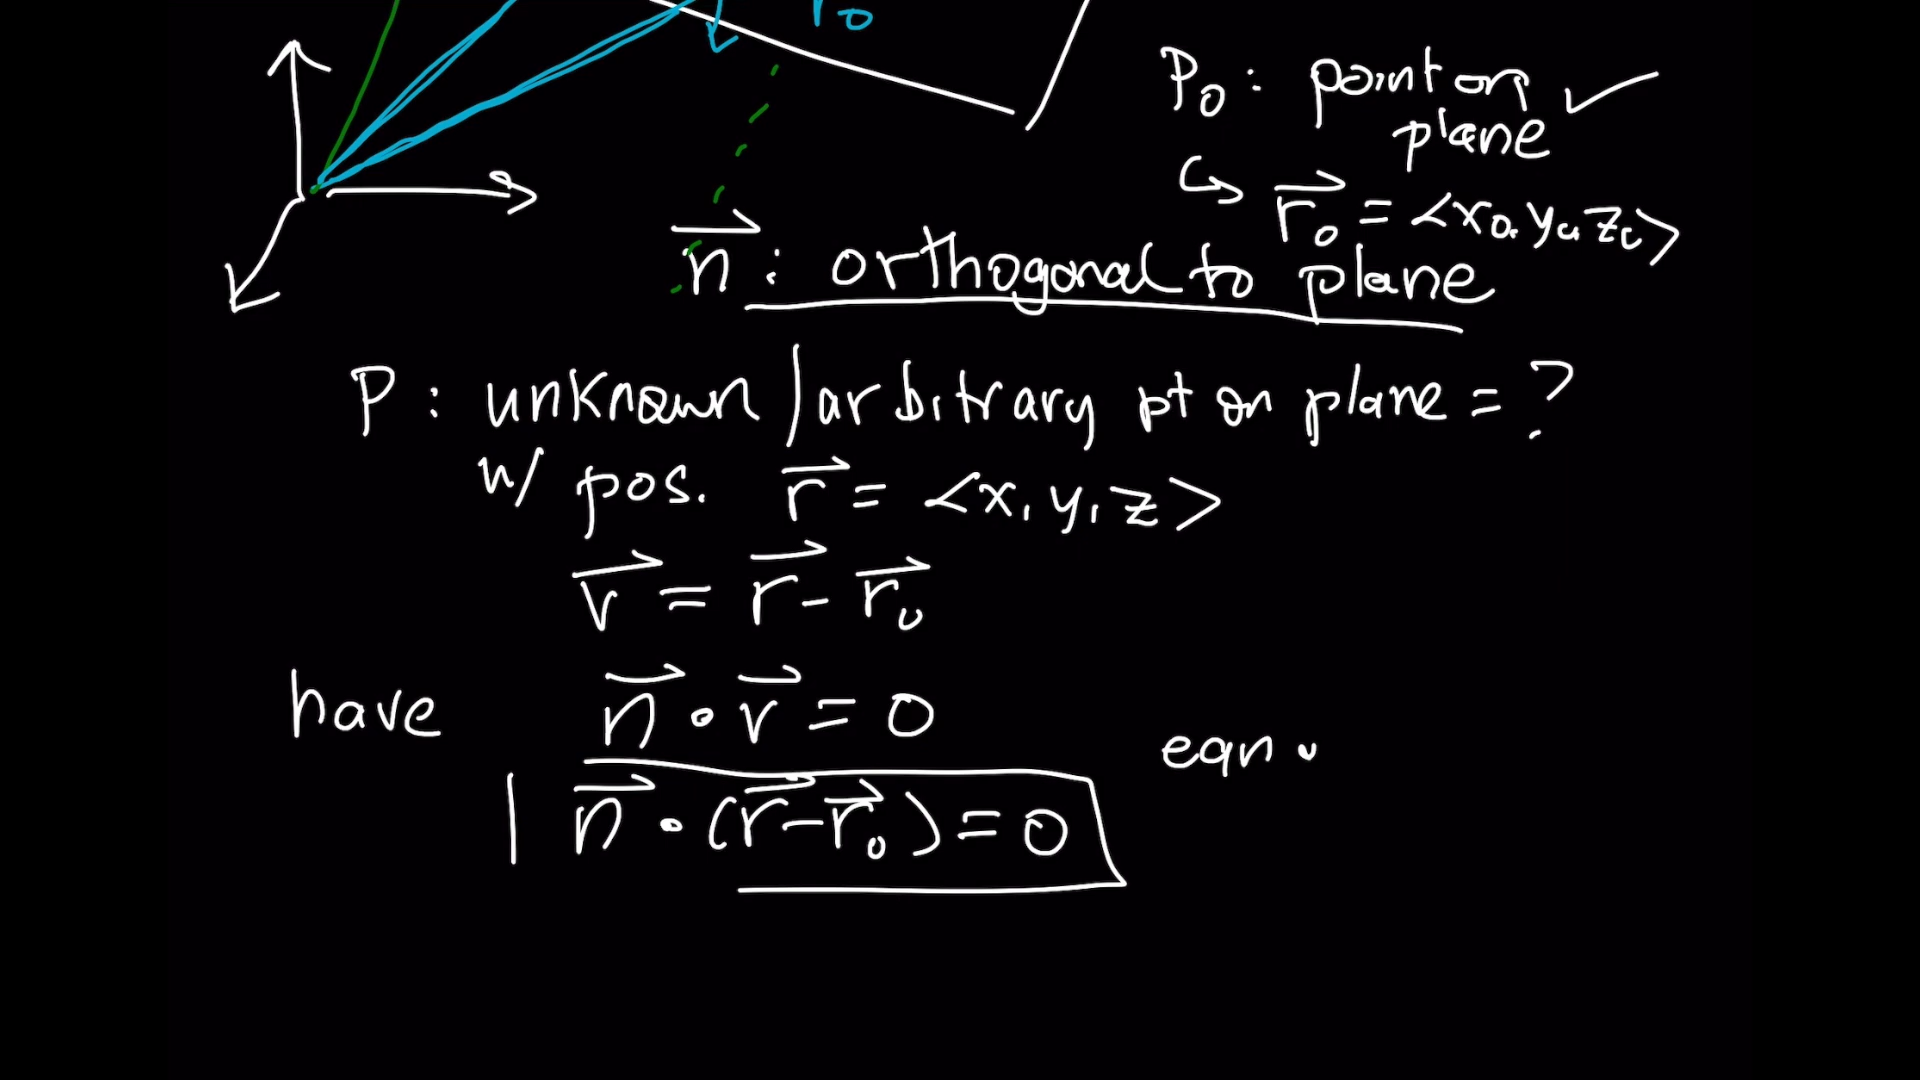 r₀
P₀ : point on ✓
plane
↪ r⃗₀ = <x₀, y₀, z₀>
n⃗ : orthogonal to plane
P : unknown / arbitrary pt on plane = ?
w/ pos. r⃗ = <x, y, z>
v⃗ = r⃗ - r⃗₀
have n⃗ • v⃗ = 0
eqn
n⃗ • (r⃗ - r⃗₀) = 0